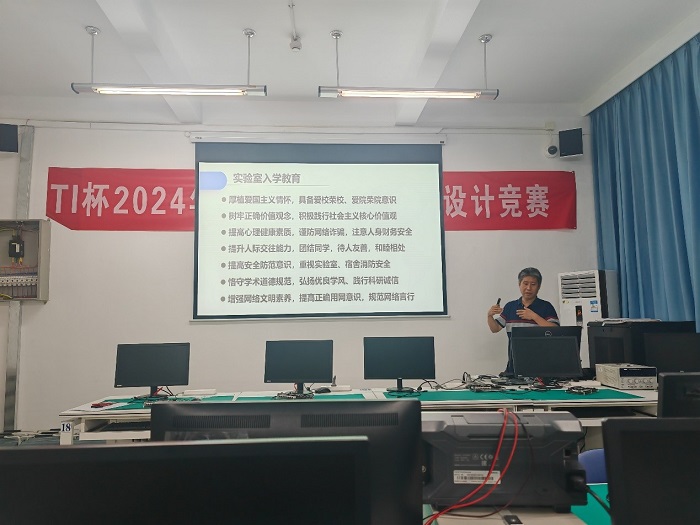 TI杯2024
设计竞赛
实验室入学教育
厚植爱国主义情怀，具备爱校荣校、爱院荣院意识
树牢正确价值观念、积极践行社会主义核心价值观
提高心理健康素质，谨防网络诈骗，注意人身财务安全
提升人际交往能力，团结同学，待人友善，和睦相处
提高安全防范意识，重视实验室、宿舍消防安全
恪守学术道德规范，弘扬优良学风、践行科研诚信
增强网络文明素养，提高正确用网意识，规范网络言行
18